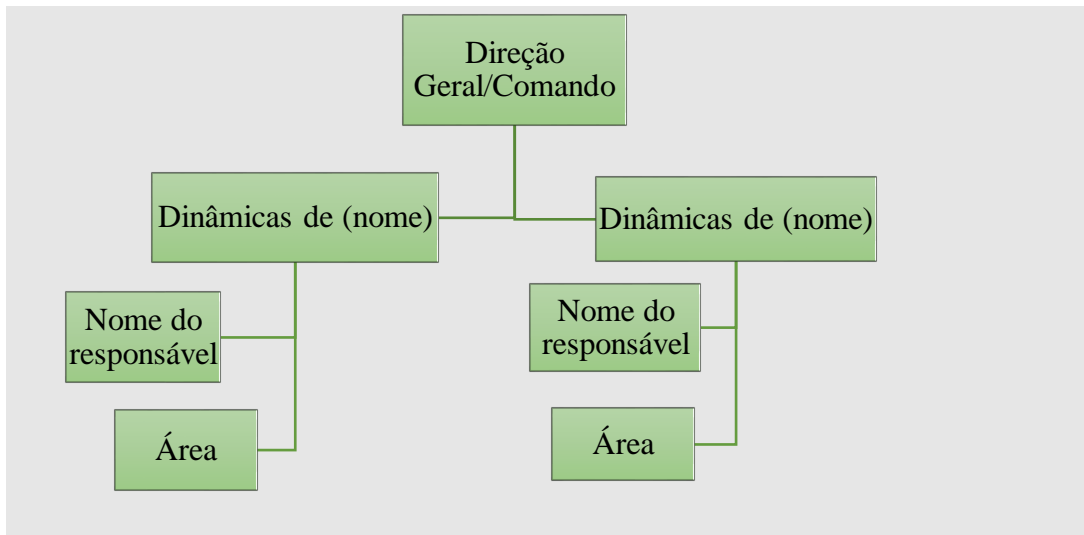 Direção
Geral/Comando
Dinâmicas de (nome)
Dinâmicas de (nome)
Nome do
responsável
Nome do
responsável
Área
Área